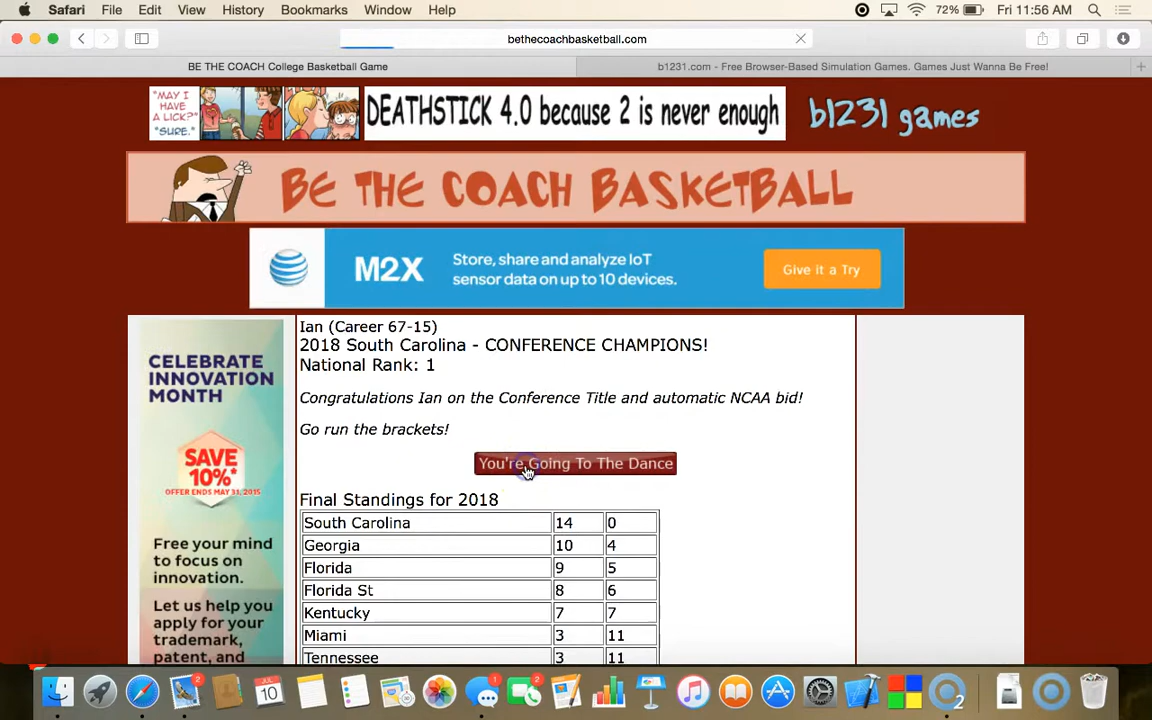 Safari File Edit View History Bookmarks Window Help 72% Fri 11:56 AM
bethecoachbasketball.com
BE THE COACH College Basketball Game b1231.com - Free Browser-Based Simulation Games. Games Just Wanna Be Free!
"MAY I
HAVE
A LICK?"
"SURE."
DEATHSTICK 4.0 because 2 is never enough
b1231 games
BE THE COACH BASKETBALL
M2X
Store, share and analyze IoT
sensor data on up to 10 devices.
Give it a Try
CELEBRATE
INNOVATION
MONTH
SAVE
10%*
OFFER ENDS MAY 31, 2015
Free your mind
to focus on
innovation.
Let us help you
apply for your
trademark,
patent, and
Ian (Career 67-15)
2018 South Carolina - CONFERENCE CHAMPIONS!
National Rank: 1
Congratulations Ian on the Conference Title and automatic NCAA bid!
Go run the brackets!
You're Going To The Dance
Final Standings for 2018
South Carolina 14 0
Georgia 10 4
Florida 9 5
Florida St 8 6
Kentucky 7 7
Miami 3 11
Tennessee 3 11
2
JUL
10
1
2
2